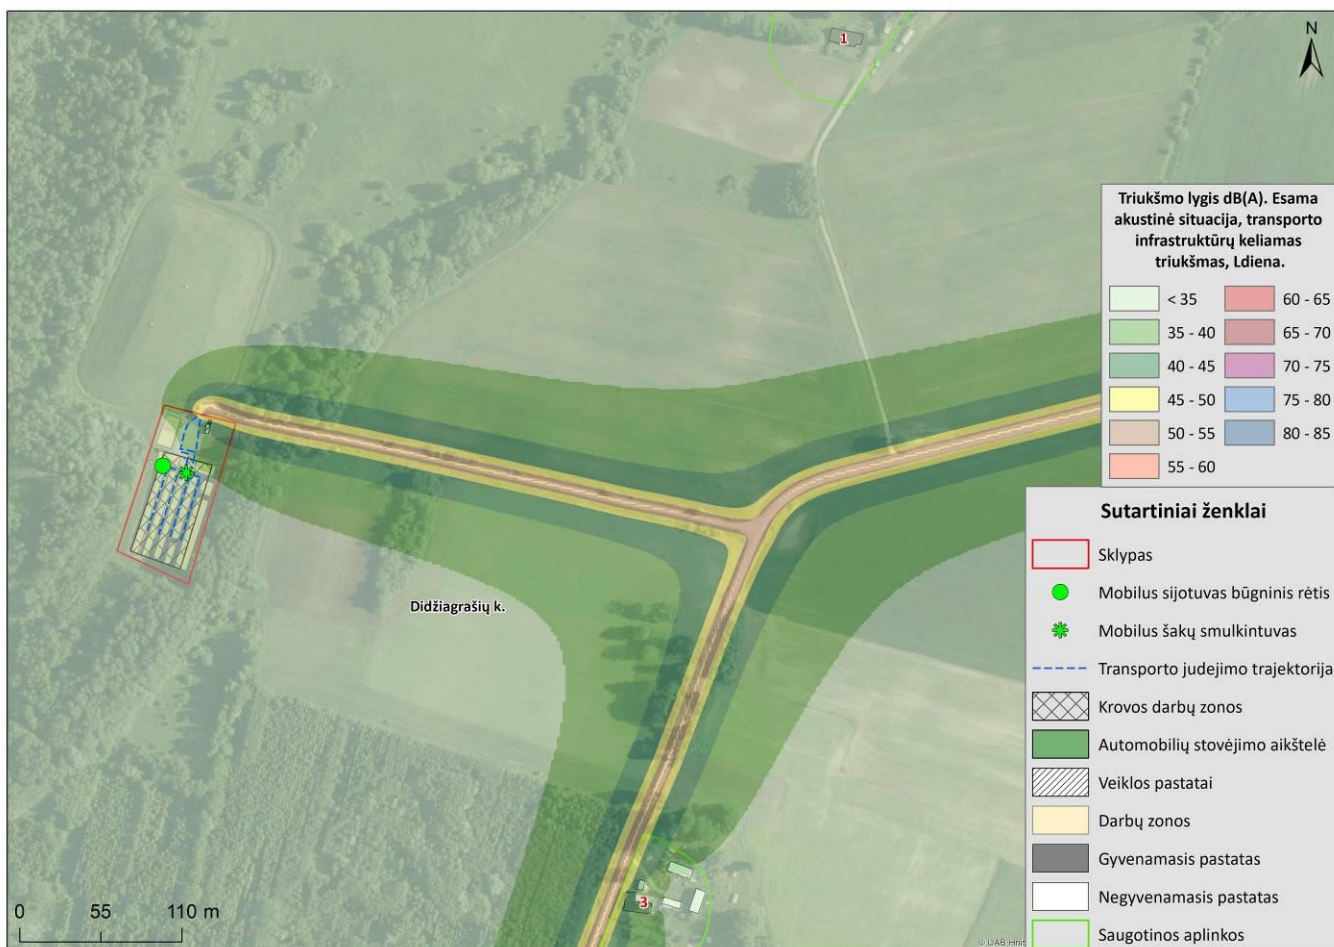 1
N
Triukšmo lygis dB(A). Esama
akustinė situacija, transporto
infrastruktūrų keliamas
triukšmas, Ldiena.
< 35
60 - 65
35 - 40
65 - 70
40 - 45
70 - 75
45 - 50
75 - 80
50 - 55
80 - 85
55 - 60
Sutartiniai ženklai
Sklypas
Mobilus sijotuvas būgninis rėtis
Mobilus šakų smulkintuvas
Transporto judėjimo trajektorija
Krovos darbų zonos
Automobilių stovėjimo aikštelė
Veiklos pastatai
Darbų zonos
Gyvenamasis pastatas
Negyvenamasis pastatas
Saugotinos aplinkos
Didžiagrašių k.
3
0 55 110 m
© UAB Hnit